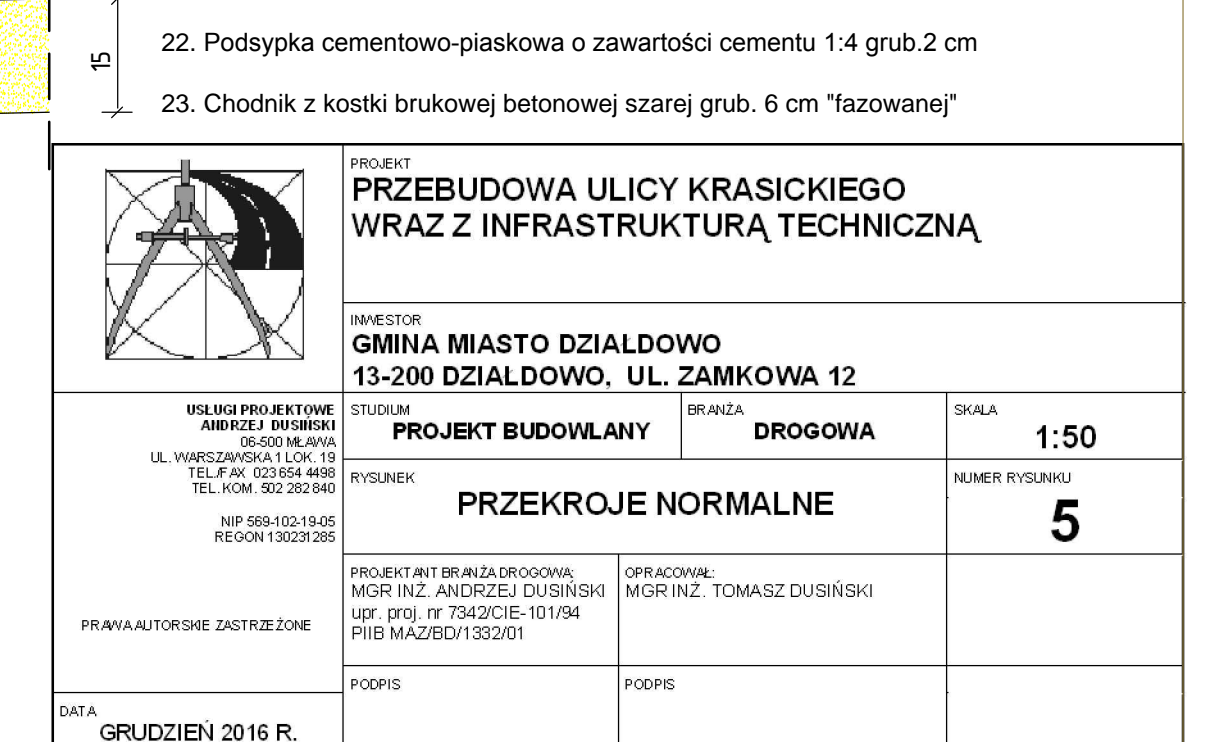 15
22. Podsypka cementowo-piaskowa o zawartości cementu 1:4 grub.2 cm
23. Chodnik z kostki brukowej betonowej szarej grub. 6 cm "fazowanej"
PROJEKT
PRZEBUDOWA ULICY KRASICKIEGO
WRAZ Z INFRASTRUKTURĄ TECHNICZNĄ
INWESTOR
GMINA MIASTO DZIAŁDOWO
13-200 DZIAŁDOWO, UL. ZAMKOWA 12
USŁUGI PROJEKTOWE
ANDRZEJ DUSIŃSKI
06-500 MŁAWA
UL. WARSZAWSKA 1 LOK. 19
TEL./FAX 023 654 4498
TEL. KOM. 502 282 840
NIP 569-102-19-05
REGON 130231285
STUDIUM
PROJEKT BUDOWLANY
BRANŻA
DROGOWA
SKALA
1:50
RYSUNEK
PRZEKROJE NORMALNE
NUMER RYSUNKU
5
PROJEKTANT BRANŻA DROGOWA:
MGR INŻ. ANDRZEJ DUSIŃSKI
upr. proj. nr 7342/CIE-101/94
PIIB MAZ/BD/1332/01
OPRACOWAŁ:
MGR INŻ. TOMASZ DUSIŃSKI
PRAWA AUTORSKIE ZASTRZEŻONE
PODPIS
PODPIS
DATA
GRUDZIEŃ 2016 R.